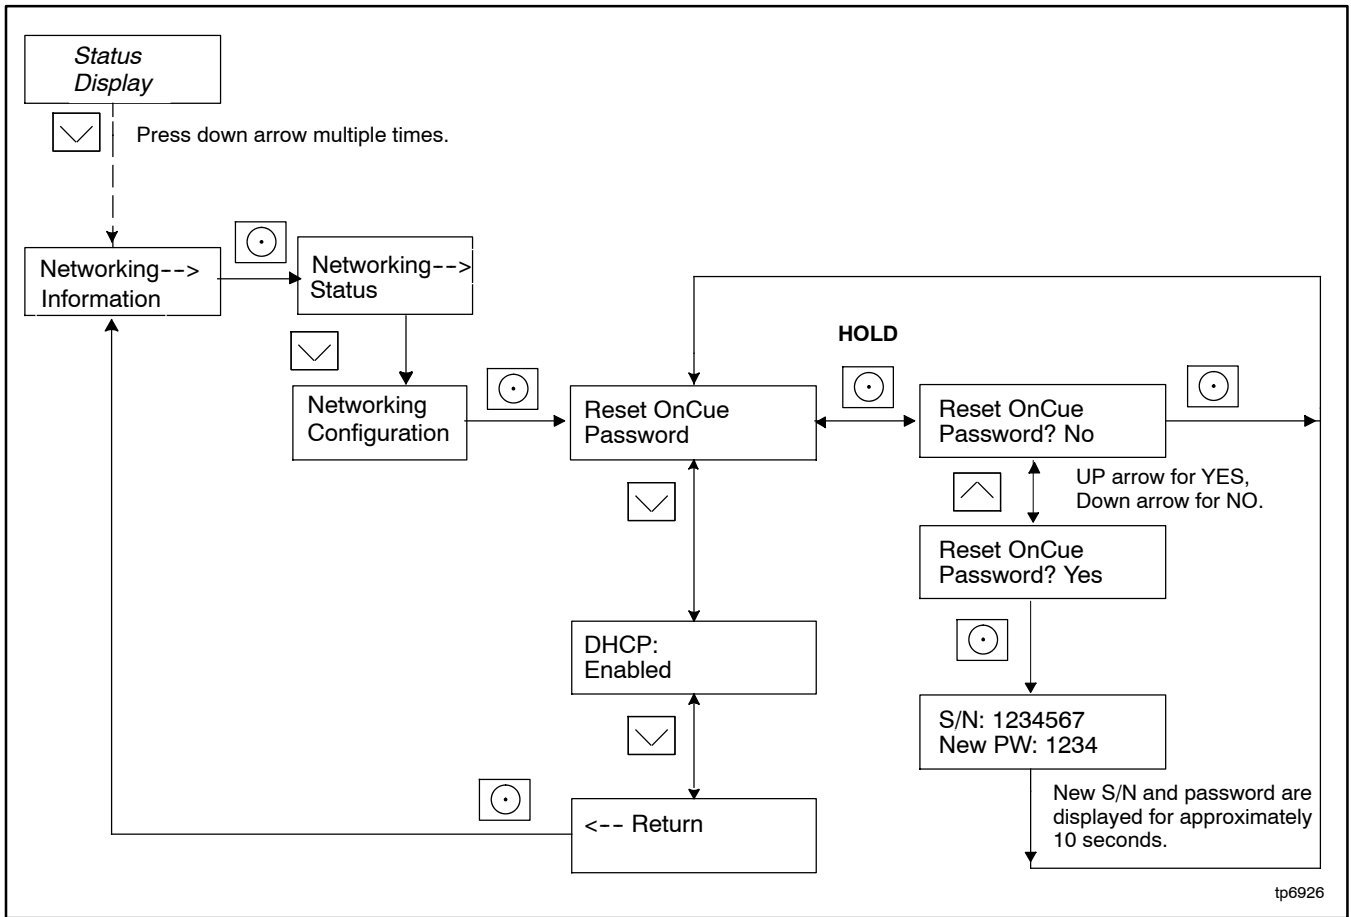 Status
Display
Press down arrow multiple times.
Networking-->
Information
Networking-->
Status
HOLD
Networking
Configuration
Reset OnCue
Password
Reset OnCue
Password? No
UP arrow for YES,
Down arrow for NO.
Reset OnCue
Password? Yes
DHCP:
Enabled
S/N: 1234567
New PW: 1234
New S/N and password are
displayed for approximately
10 seconds.
<-- Return
tp6926